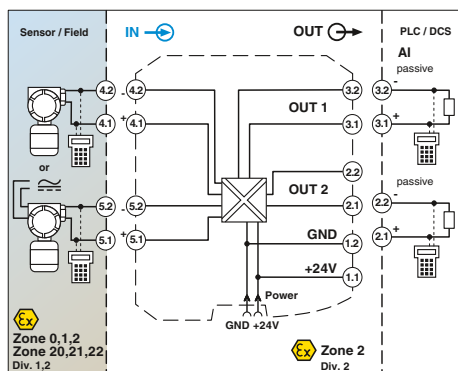 Sensor / Field
IN
OUT
PLC / DCS
AI
passive
4.2
-
4.2
3.2
3.2
-
OUT 1
4.1
+
4.1
3.1
3.1
+
or
2.2
passive
OUT 2
5.2
-
5.2
2.1
2.2
-
GND
5.1
+
5.1
1.2
2.1
+
+24V
1.1
Power
GND +24V
Ex
Zone 0,1,2
Zone 20,21,22
Div. 1,2
Ex
Zone 2
Div. 2